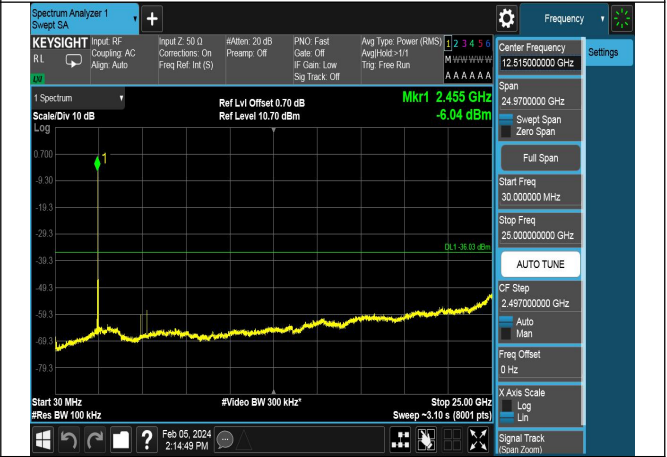 Spectrum Analyzer 1
Swept SA
+
Frequency
KEYSIGHT
RL
Input: RF
Coupling: AC
Align: Auto
Input Z: 50 Ω
Corrections: On
Freq Ref: Int (S)
#Atten: 20 dB
Preamp: Off
PNO: Fast
Gate: Off
IF Gain: Low
Sig Track: Off
Avg Type: Power (RMS)
Avg|Hold:>1/1
Trig: Free Run
1 2 3 4 5 6
M W W W W W
A A A A A A
1 Spectrum
Scale/Div 10 dB
Log
Ref Lvl Offset 0.70 dB
Ref Level 10.70 dBm
Mkr1 2.455 GHz
-6.04 dBm
1
0.700
-9.30
-19.3
-29.3
-39.3
-49.3
-59.3
-69.3
-79.3
DL1 -36.03 dBm
Start 30 MHz
#Res BW 100 kHz
#Video BW 300 kHz*
Stop 25.00 GHz
Sweep ~3.10 s (8001 pts)
?
Feb 05, 2024
2:14:49 PM
Center Frequency
12.515000000 GHz
Settings
Span
24.9700000 GHz
Swept Span
Zero Span
Full Span
Start Freq
30.000000 MHz
Stop Freq
25.000000000 GHz
AUTO TUNE
CF Step
2.497000000 GHz
Auto
Man
Freq Offset
0 Hz
X Axis Scale
Log
Lin
Signal Track
(Span Zoom)